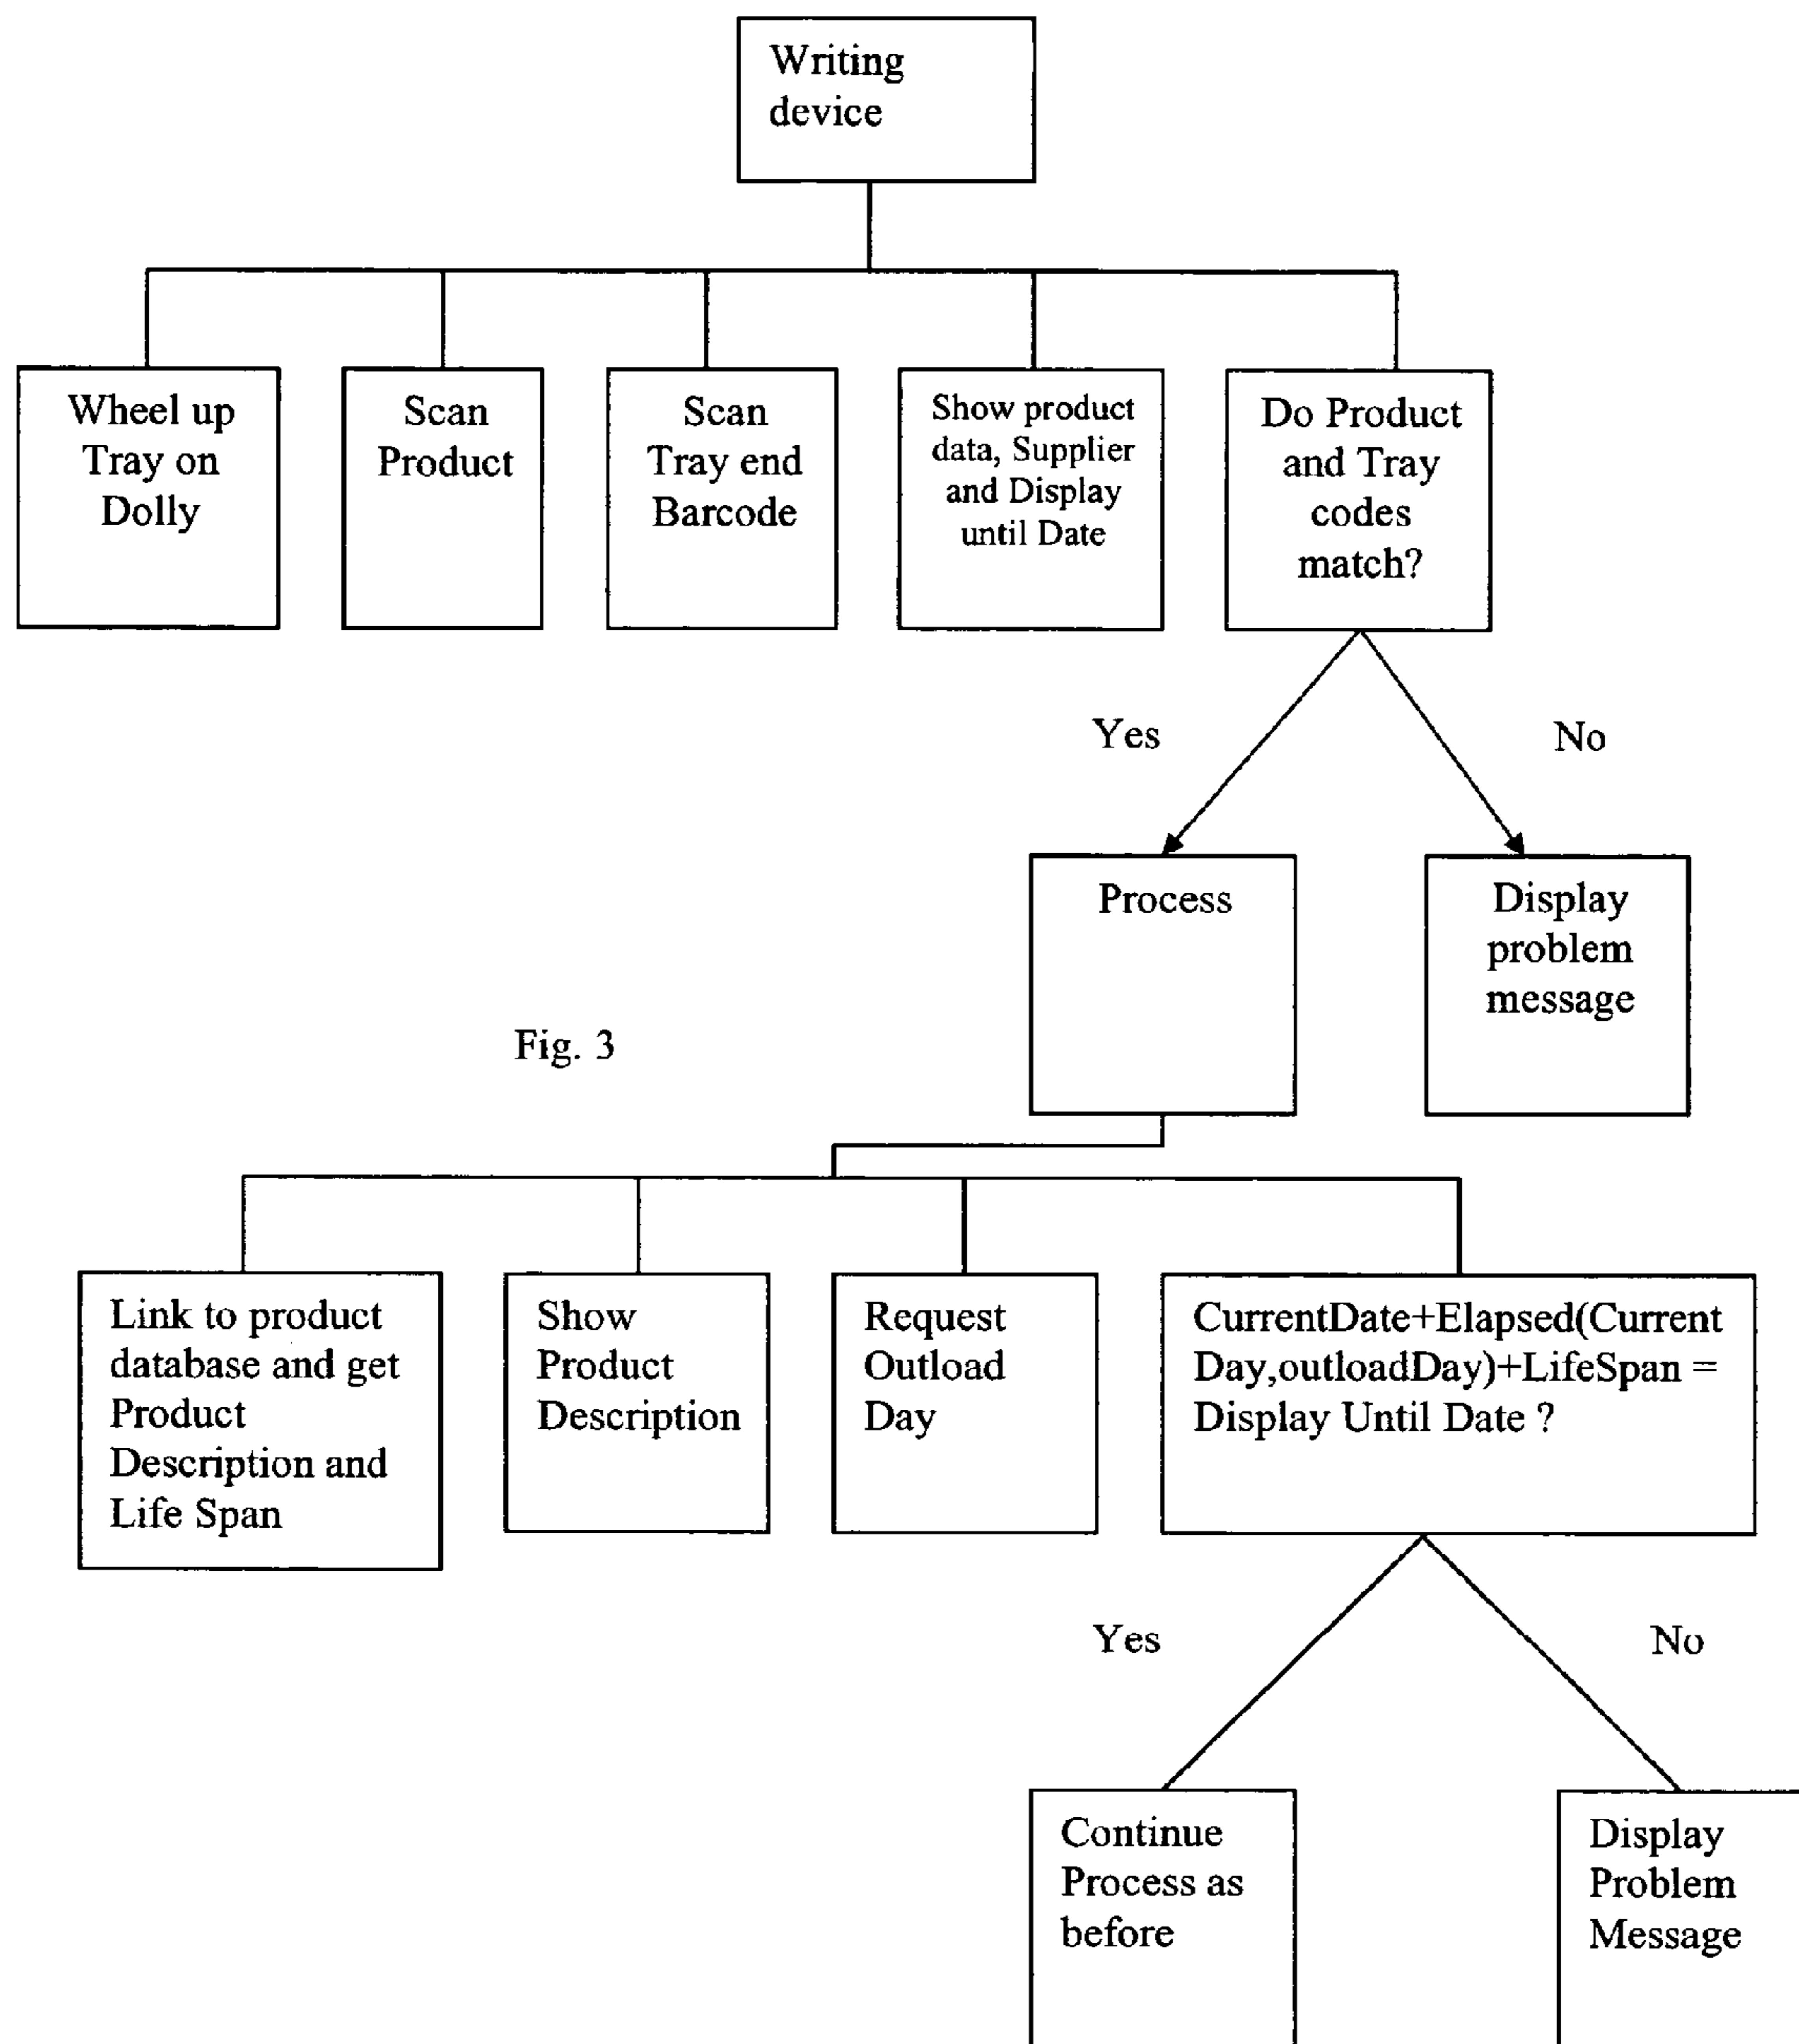 Writing
device
Wheel up
Tray on
Dolly
Scan
Product
Scan
Tray end
Barcode
Show product
data, Supplier
and Display
until Date
Do Product
and Tray
codes
match?
Yes
No
Process
Display
problem
message
Fig. 3
Link to product
database and get
Product
Description and
Life Span
Show
Product
Description
Request
Outload
Day
CurrentDate+Elapsed(Current
Day,outloadDay)+LifeSpan =
Display Until Date ?
Yes
No
Continue
Process as
before
Display
Problem
Message